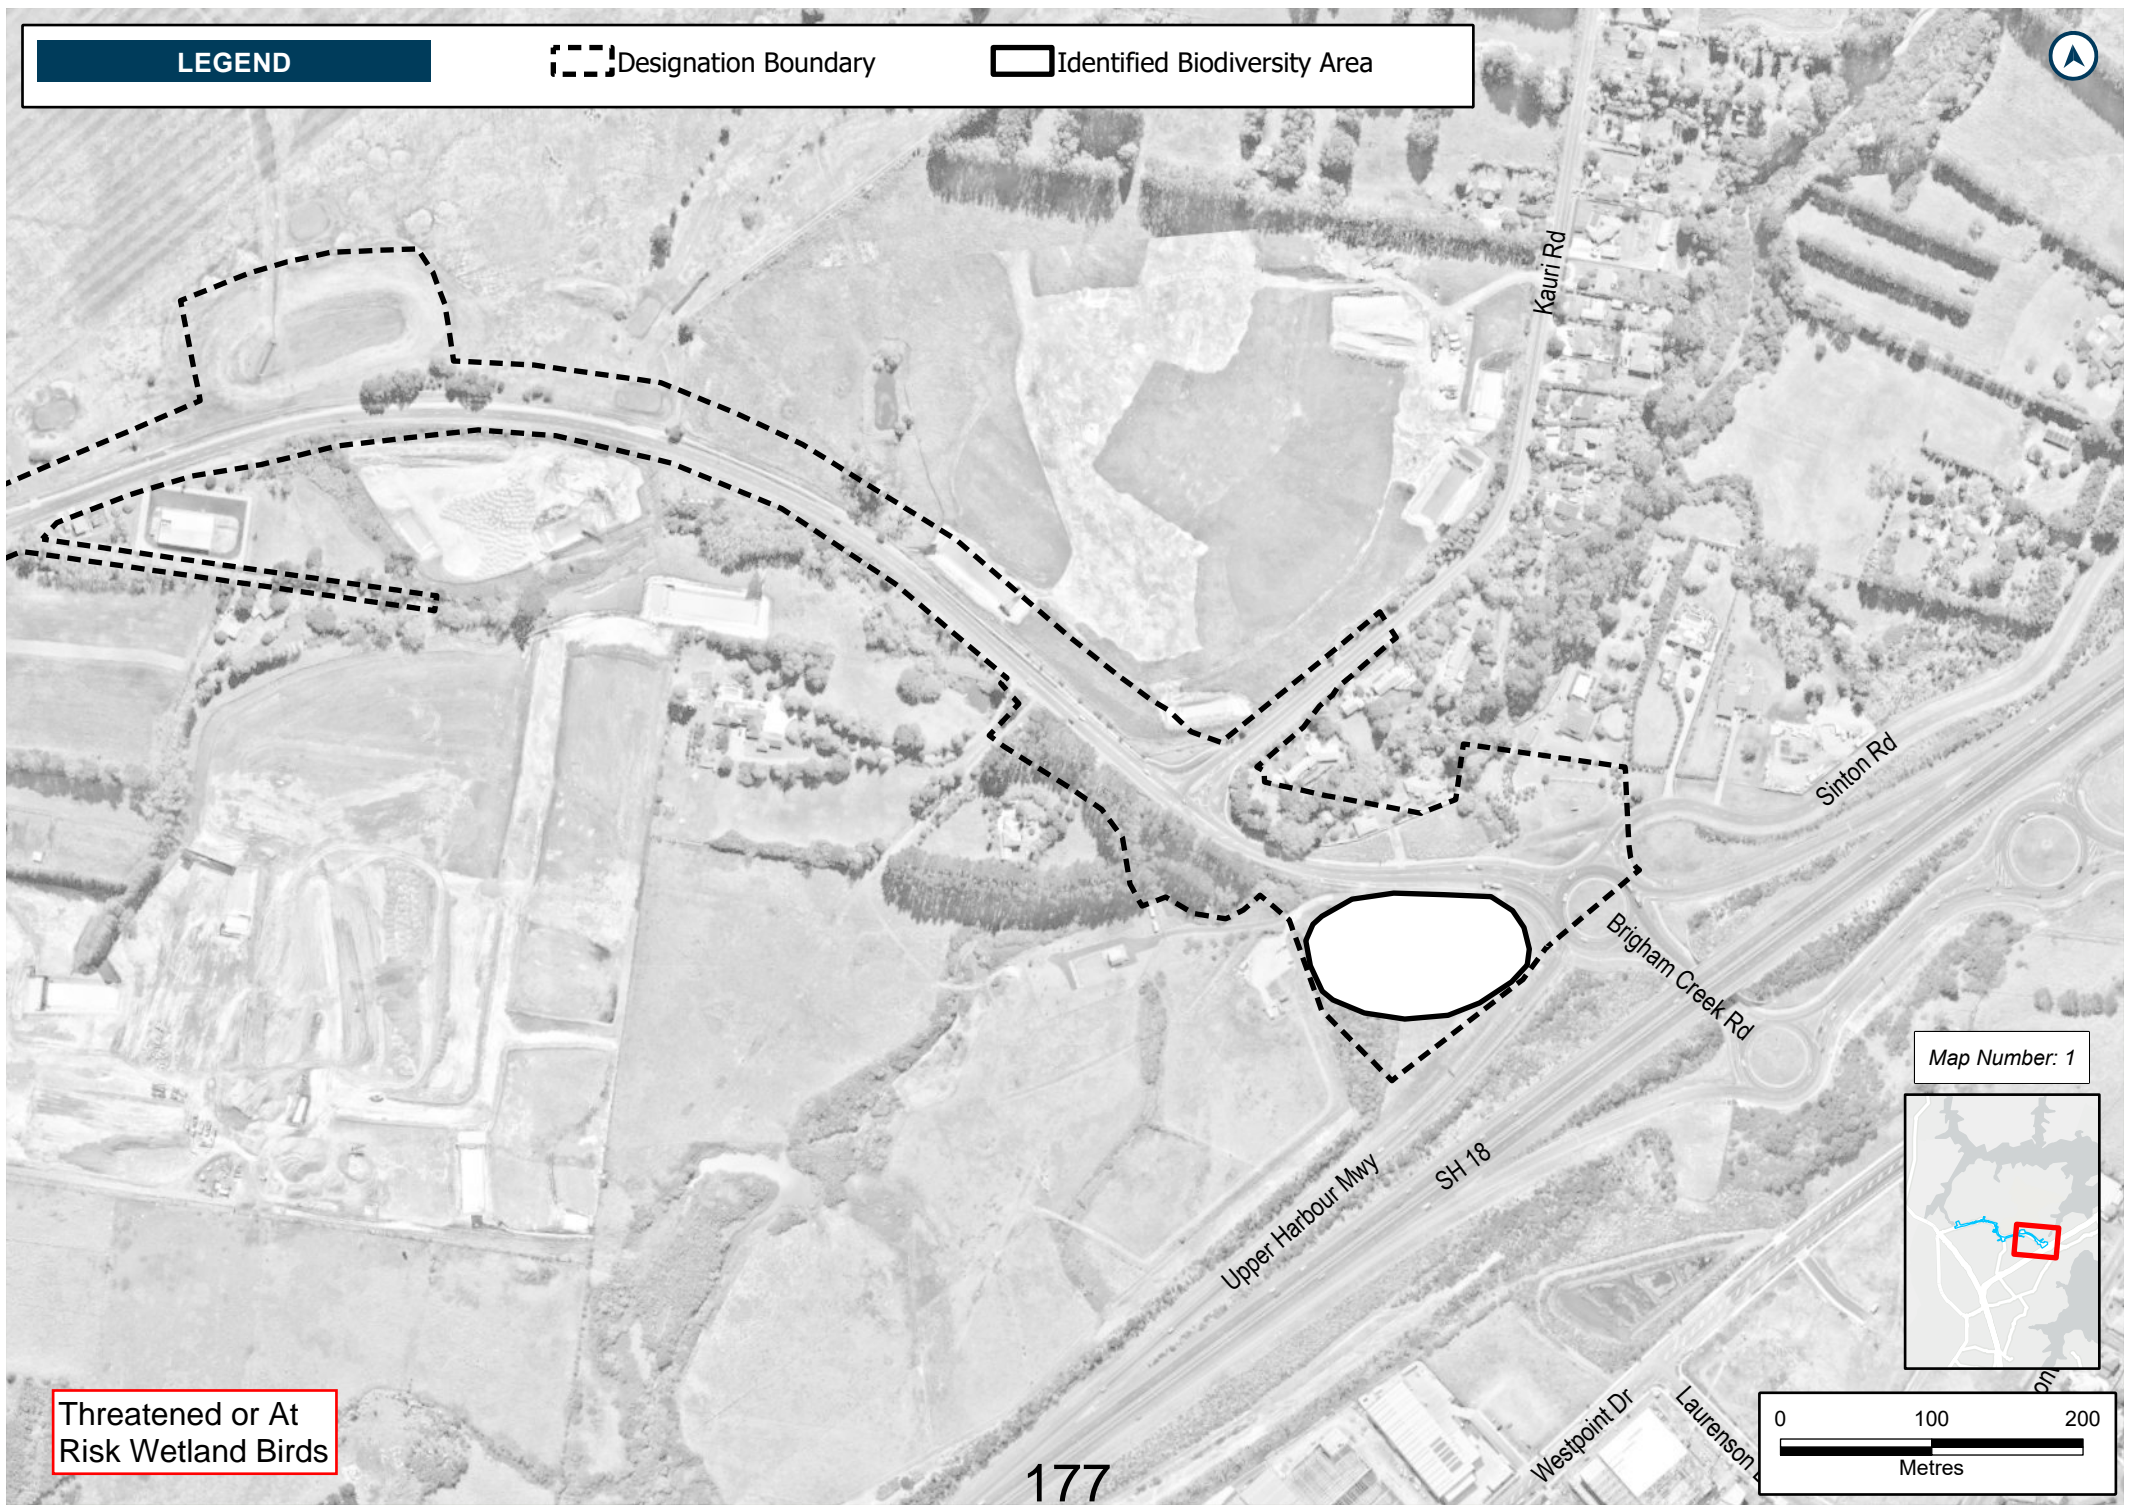 LEGEND
Designation Boundary
Identified Biodiversity Area
Kauri Rd
Sinton Rd
Brigham Creek Rd
Map Number: 1
SH 18
Upper Harbour Mwy
Westpoint Dr
Laurenson
Threatened or At
Risk Wetland Birds
0 100 200
Metres
177